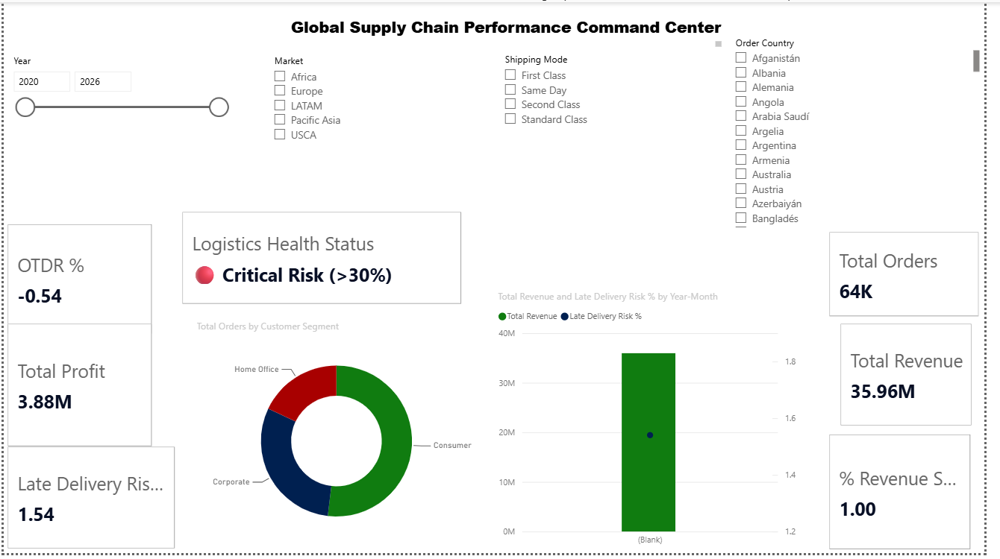 Global Supply Chain Performance Command Center
Year
2020
2026
Market
Africa
Europe
LATAM
Pacific Asia
USCA
Shipping Mode
First Class
Same Day
Second Class
Standard Class
Order Country
Afganistán
Albania
Alemania
Angola
Arabia Saudí
Argelia
Argentina
Armenia
Australia
Austria
Azerbaiyán
Bangladés
OTDR %
-0.54
Total Profit
3.88M
Late Delivery Ris...
1.54
Logistics Health Status
Critical Risk (>30%)
Total Orders by Customer Segment
Home Office
Consumer
Corporate
Total Revenue and Late Delivery Risk % by Year-Month
Total Revenue Late Delivery Risk %
40M
30M
20M
10M
0M
1.8
1.6
1.4
1.2
(Blank)
Total Orders
64K
Total Revenue
35.96M
% Revenue S...
1.00